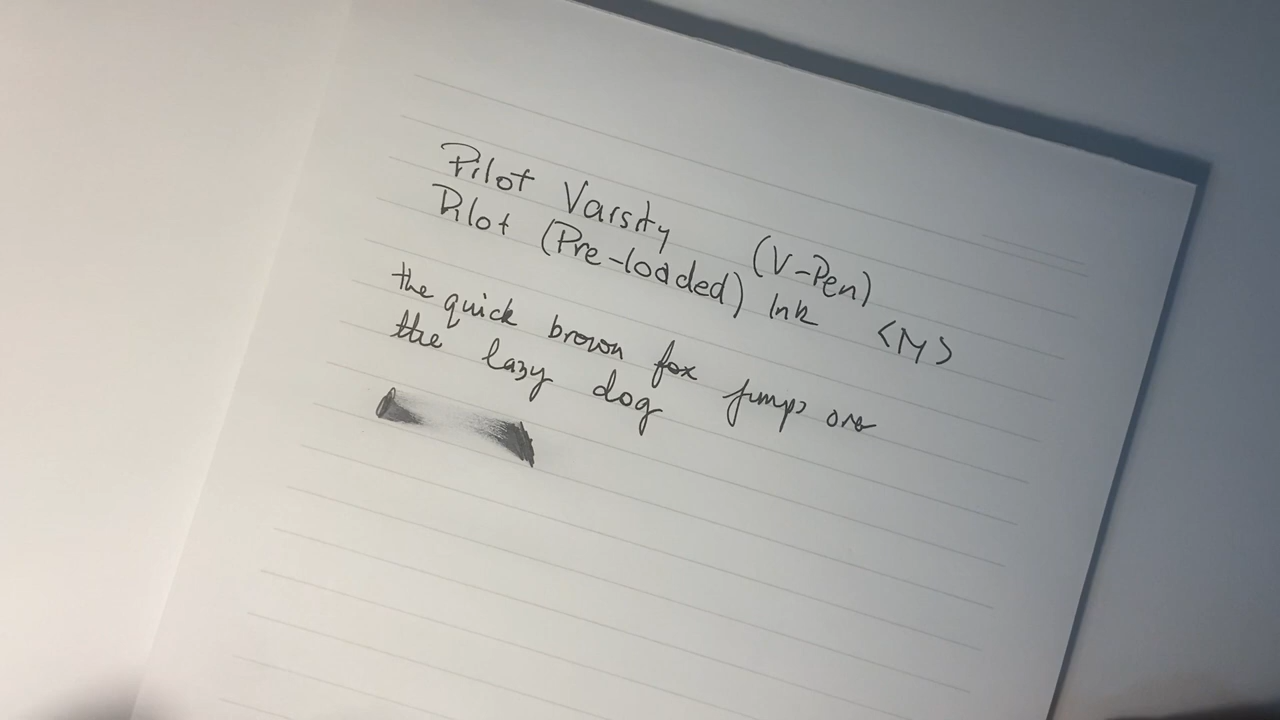 Pilot Varsity (V-Pen)
Pilot (Pre-loaded) Ink <M>
the quick brown fox jumps over
the lazy dog